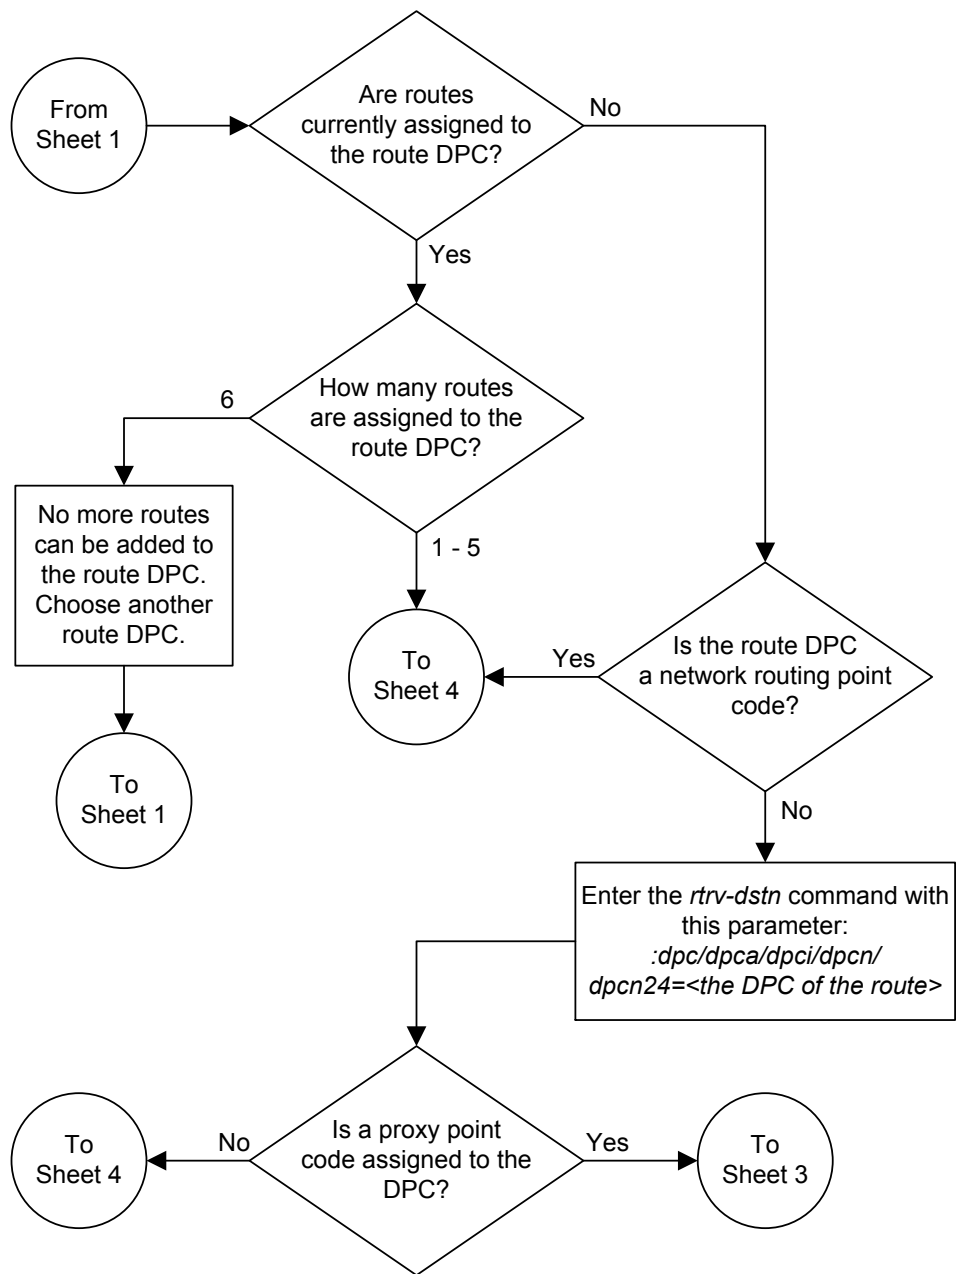 From
Sheet 1
Are routes
currently assigned to
the route DPC?
No
Yes
How many routes
are assigned to the
route DPC?
6
1 - 5
No more routes
can be added to
the route DPC.
Choose another
route DPC.
To
Sheet 1
To
Sheet 4
Yes
Is the route DPC
a network routing point
code?
No
Enter the rtrv-dstn command with
this parameter:
:dpc/dpca/dpci/dpcn/
dpcn24=<the DPC of the route>
To
Sheet 4
No
Is a proxy point
code assigned to the
DPC?
Yes
To
Sheet 3